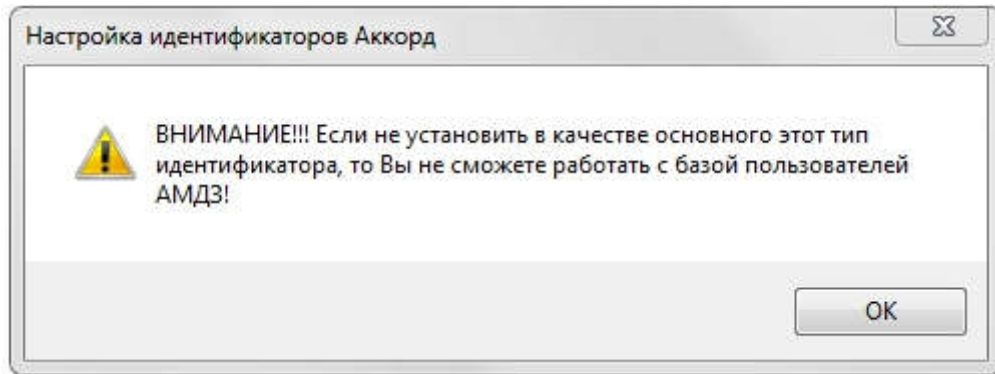 Настройка идентификаторов Аккорд
ВНИМАНИЕ!!! Если не установить в качестве основного этот тип
идентификатора, то Вы не сможете работать с базой пользователей
АМДЗ!
ОК